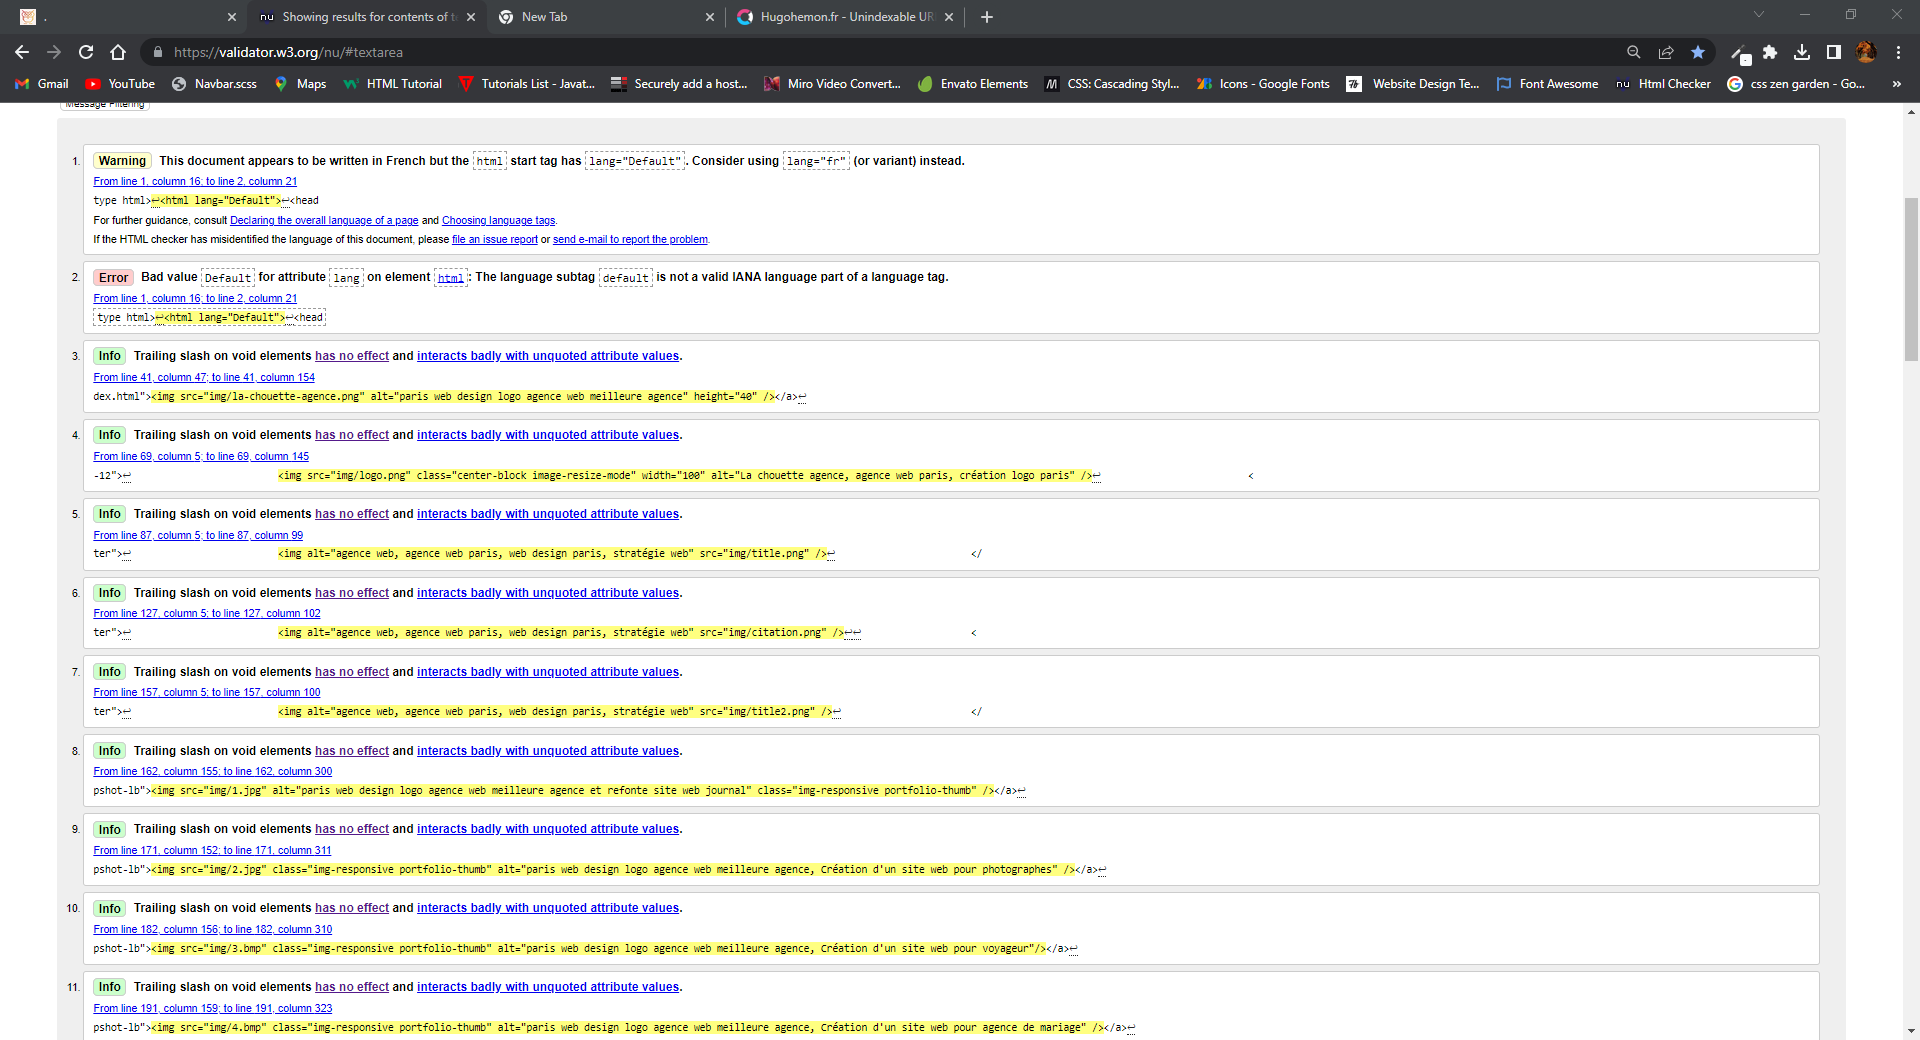 .
Showing results for contents of t
New Tab
Hugohemon.fr - Unindexable UR
https://validator.w3.org/nu/#textarea
Gmail
YouTube
Navbar.scss
Maps
HTML Tutorial
Tutorials List - Javat...
Securely add a host...
Miro Video Convert...
Envato Elements
CSS: Cascading Styl...
Icons - Google Fonts
Website Design Te...
Font Awesome
nu Html Checker
css zen garden - Go...
»
Message Filtering
1. Warning This document appears to be written in French but the html start tag has lang="Default". Consider using lang="fr" (or variant) instead.
From line 1, column 16; to line 2, column 21
type html>↩<html lang="Default">↩<head
For further guidance, consult Declaring the overall language of a page and Choosing language tags.
If the HTML checker has misidentified the language of this document, please file an issue report or send e-mail to report the problem.
2. Error Bad value Default for attribute lang on element html: The language subtag default is not a valid IANA language part of a language tag.
From line 1, column 16; to line 2, column 21
type html>↩<html lang="Default">↩<head
3. Info Trailing slash on void elements has no effect and interacts badly with unquoted attribute values.
From line 41, column 47; to line 41, column 154
dex.html"><img src="img/la-chouette-agence.png" alt="paris web design logo agence web meilleure agence" height="40" /></a>↩
4. Info Trailing slash on void elements has no effect and interacts badly with unquoted attribute values.
From line 69, column 5; to line 69, column 145
-12">↩ <img src="img/logo.png" class="center-block image-resize-mode" width="100" alt="La chouette agence, agence web paris, création logo paris" />↩ <
5. Info Trailing slash on void elements has no effect and interacts badly with unquoted attribute values.
From line 87, column 5; to line 87, column 99
ter">↩ <img alt="agence web, agence web paris, web design paris, stratégie web" src="img/title.png" />↩ </
6. Info Trailing slash on void elements has no effect and interacts badly with unquoted attribute values.
From line 127, column 5; to line 127, column 102
ter">↩ <img alt="agence web, agence web paris, web design paris, stratégie web" src="img/citation.png" />↩↩ <
7. Info Trailing slash on void elements has no effect and interacts badly with unquoted attribute values.
From line 157, column 5; to line 157, column 100
ter">↩ <img alt="agence web, agence web paris, web design paris, stratégie web" src="img/title2.png" />↩ </
8. Info Trailing slash on void elements has no effect and interacts badly with unquoted attribute values.
From line 162, column 155; to line 162, column 300
pshot-lb"><img src="img/1.jpg" alt="paris web design logo agence web meilleure agence et refonte site web journal" class="img-responsive portfolio-thumb" /></a>↩
9. Info Trailing slash on void elements has no effect and interacts badly with unquoted attribute values.
From line 171, column 152; to line 171, column 311
pshot-lb"><img src="img/2.jpg" class="img-responsive portfolio-thumb" alt="paris web design logo agence web meilleure agence, Création d'un site web pour photographes" /></a>↩
10. Info Trailing slash on void elements has no effect and interacts badly with unquoted attribute values.
From line 182, column 156; to line 182, column 310
pshot-lb"><img src="img/3.bmp" class="img-responsive portfolio-thumb" alt="paris web design logo agence web meilleure agence, Création d'un site web pour voyageur"/></a>↩
11. Info Trailing slash on void elements has no effect and interacts badly with unquoted attribute values.
From line 191, column 159; to line 191, column 323
pshot-lb"><img src="img/4.bmp" class="img-responsive portfolio-thumb" alt="paris web design logo agence web meilleure agence, Création d'un site web pour agence de mariage" /></a>↩